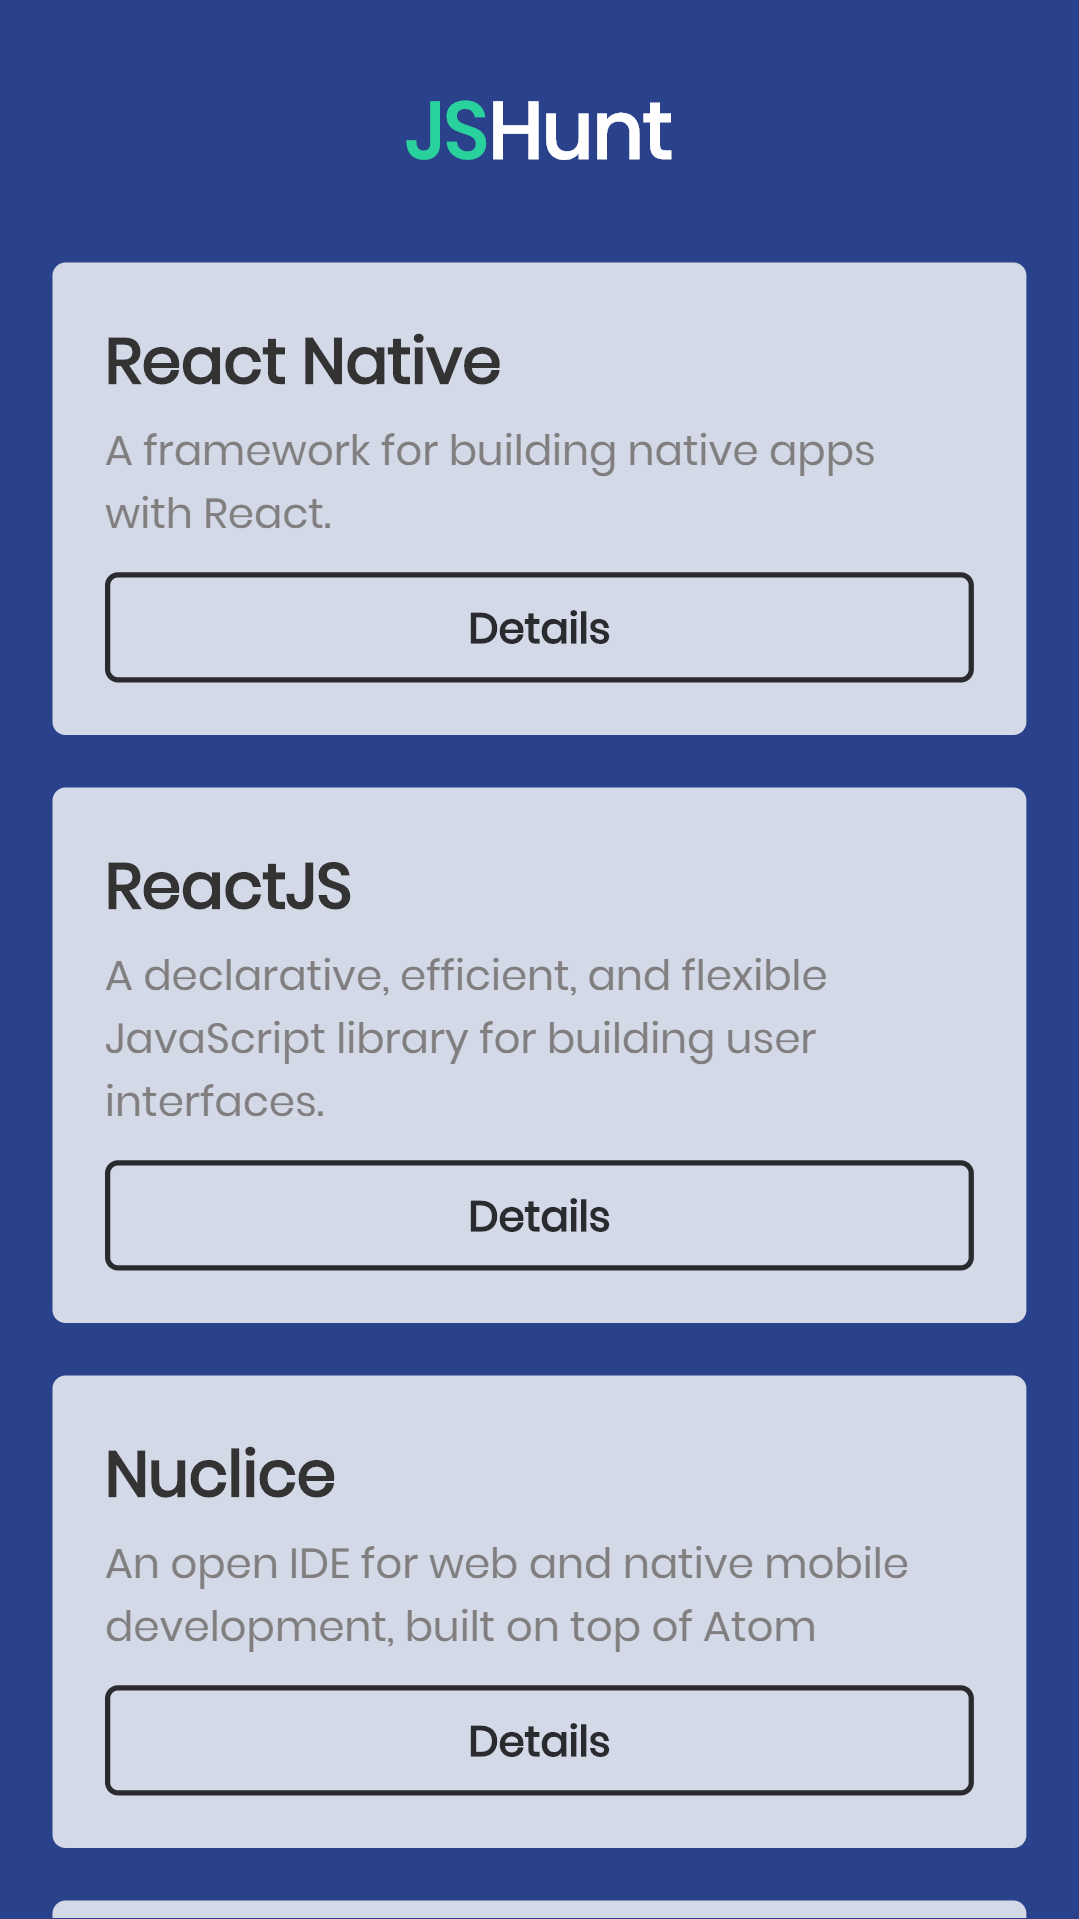 JSHunt
React Native
A framework for building native apps
with React.
Details
ReactJS
A declarative, efficient, and flexible
JavaScript library for building user
interfaces.
Details
Nuclice
An open IDE for web and native mobile
development, built on top of Atom
Details